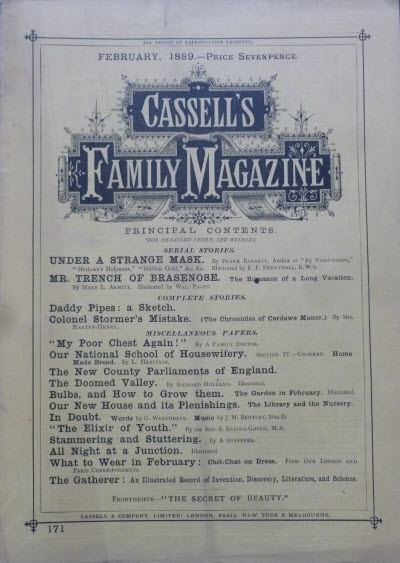 ALL RIGHTS OF REPRODUCTION RESERVED.
FEBRUARY, 1889.—PRICE SEVENPENCE.
CASSELL'S
FAMILY MAGAZINE
PRINCIPAL CONTENTS.
(FOR DETAILED INDEX, SEE WITHIN.)
SERIAL STORIES.
UNDER A STRANGE MASK. By FRANK BARRETT, Author of "By Misadventure,"
"Hidden Gold," &c. &c. Illustrated by E. F. BREWTNALL, R.W.S.
MR. TRENCH OF BRASENOSE. The Romance of a Long Vacation.
By MARY L. ARMITT. Illustrated by WAL. PAGET.
COMPLETE STORIES.
Daddy Pipes: a Sketch.
Colonel Stormer's Mistake. (The Chronicles of Cardewe Manor.) By MRS.
MISCELLANEOUS PAPERS.
"My Poor Chest Again!" By A FAMILY DOCTOR.
Our National School of Housewifery. SECTION IV.—COOKERY. Home
Made Bread. By L. HERITAGE.
The New County Parliaments of England.
The Doomed Valley. By RICHARD HOLLAND. Illustrated.
Bulbs, and How to grow them. The Garden in February. Illustrated.
Our New House and its Plenishings. The Library and the Nursery.
In Doubt. Words by G. WEATHERLY. Music by J. M. BENTLEY, MUS.D.
"The Elixir of Youth." By the REV. S. BARING-GOULD, M.A.
Stammering and Stuttering. By A STUTTERER.
All Night at a Junction. Illustrated.
What to Wear in February: Chit-Chat on Dress. FROM OUR LONDON AND
PARIS CORRESPONDENTS.
The Gatherer: An Illustrated Record of Invention, Discovery, Literature, and Science.
FRONTISPIECE—"THE SECRET OF BEAUTY."
CASSELL & COMPANY, LIMITED: LONDON, PARIS, NEW YORK & MELBOURNE.
171